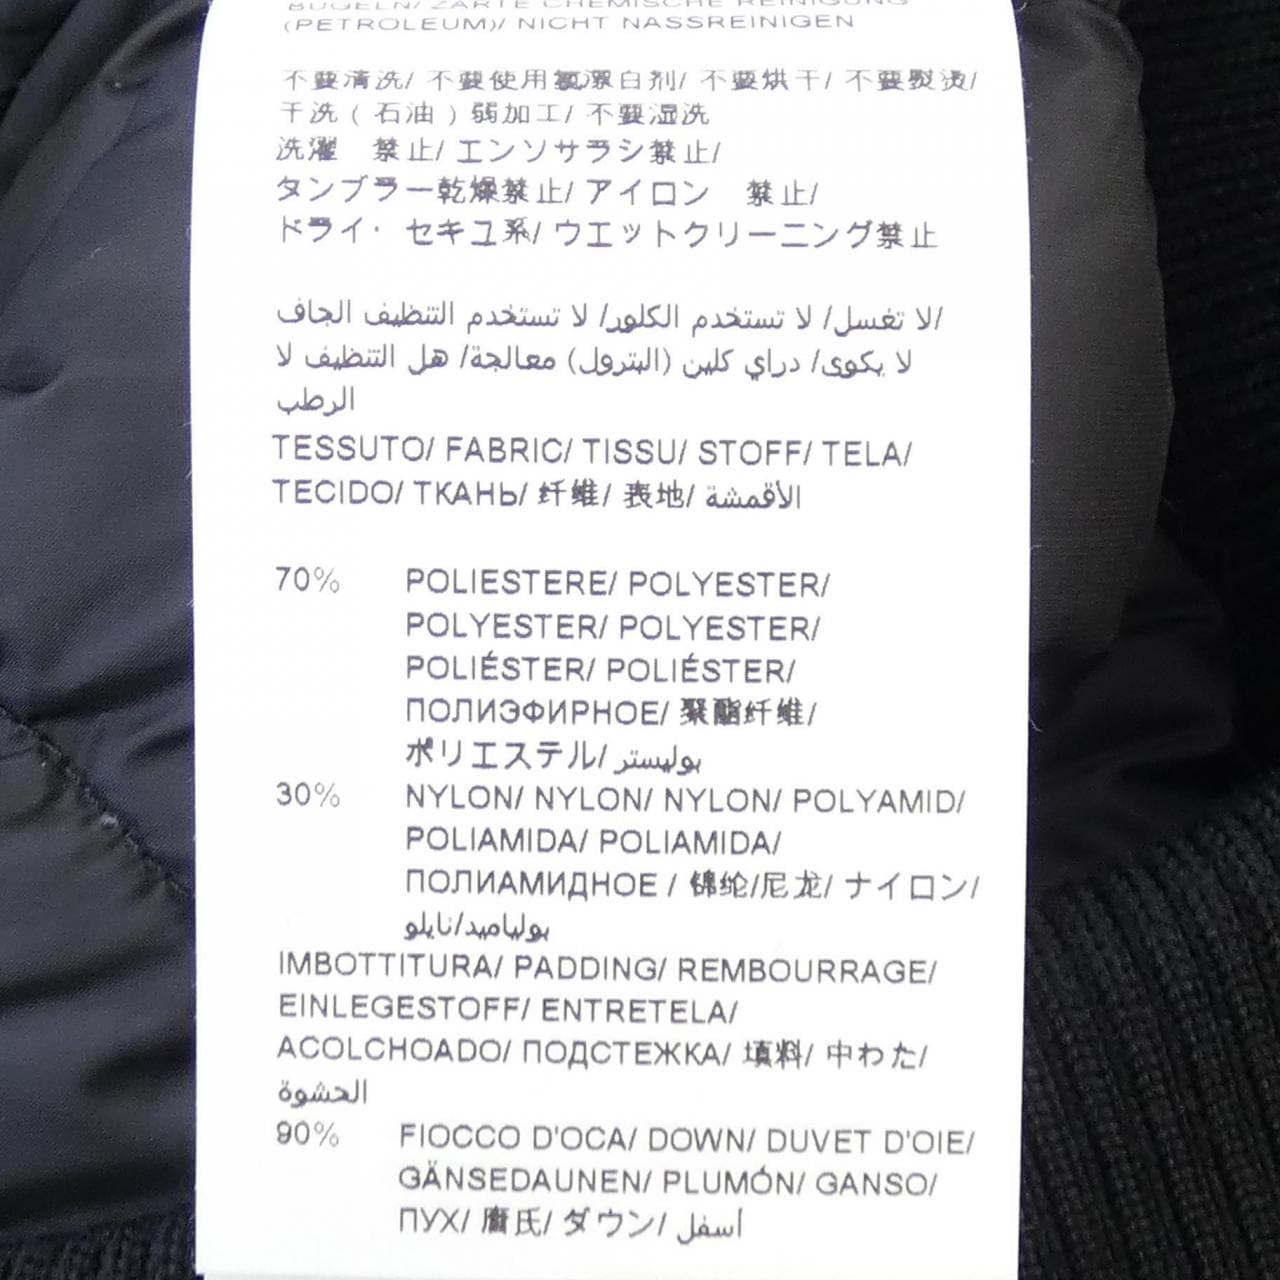 BÜGELN/ ZARTE CHEMISCHE REINIGUNG
(PETROLEUM)/ NICHT NASSREINIGEN
不要清洗/ 不要使用氯漂白剂/ 不要烘干/ 不要熨烫/
干洗 ( 石油 ) 弱加工/ 不要湿洗
洗濯　禁止/ エンソサラシ禁止/
タンブラー乾燥禁止/ アイロン　禁止/
ドライ・ セキユ系/ ウエットクリーニング禁止
لا تغسل/ لا تستخدم الكلور/ لا تستخدم التنظيف الجاف/
لا يكوى/ دراي كلين (البترول) معالجة/ هل التنظيف لا
الرطب
TESSUTO/ FABRIC/ TISSU/ STOFF/ TELA/
TECIDO/ ТКАНЬ/ 纤维/ 表地/ الأقمشة
70% POLIESTERE/ POLYESTER/
POLYESTER/ POLYESTER/
POLIÉSTER/ POLIÉSTER/
ПОЛИЭФИРНОЕ/ 聚酯纤维/
ポリエステル/ بوليستر
30% NYLON/ NYLON/ NYLON/ POLYAMID/
POLIAMIDA/ POLIAMIDA/
ПОЛИАМИДНОЕ / 锦纶/尼龙/ ナイロン/
بولياميد/نايلو
IMBOTTITURA/ PADDING/ REMBOURRAGE/
EINLEGESTOFF/ ENTRETELA/
ACOLCHOADO/ ПОДСТЕЖКА/ 填料/ 中わた/
الحشوة
90% FIOCCO D'OCA/ DOWN/ DUVET D'OIE/
GÄNSEDAUNEN/ PLUMÓN/ GANSO/
ПУХ/ 氏/ ダウン/ أسفل